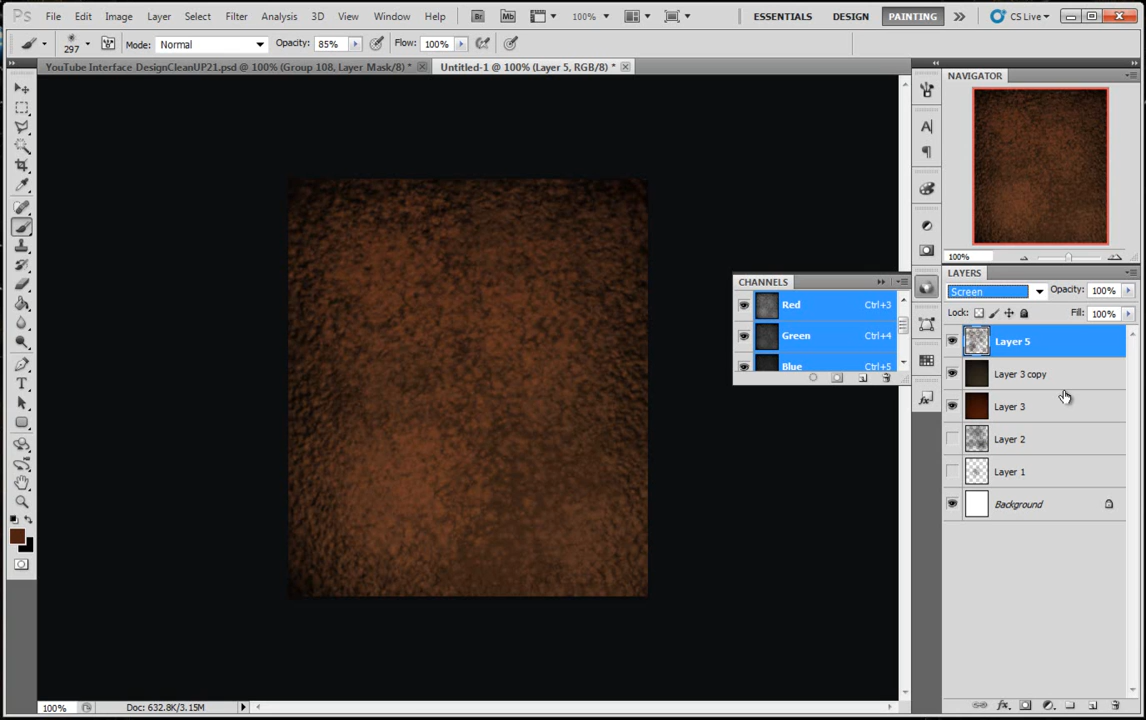 Ps File Edit Image Layer Select Filter Analysis 3D View Window Help Br Mb 100% ESSENTIALS DESIGN PAINTING CS Live
297 Mode: Normal Opacity: 85% Flow: 100%
YouTube Interface DesignCleanUP21.psd @ 100% (Group 108, Layer Mask/8) * Untitled-1 @ 100% (Layer 5, RGB/8) *
NAVIGATOR
100%
LAYERS
Screen Opacity: 100%
Lock: Fill: 100%
Layer 5
Layer 3 copy
Layer 3
Layer 2
Layer 1
Background
CHANNELS
Red Ctrl+3
Green Ctrl+4
Blue Ctrl+5
100% Doc: 632.8K/3.15M